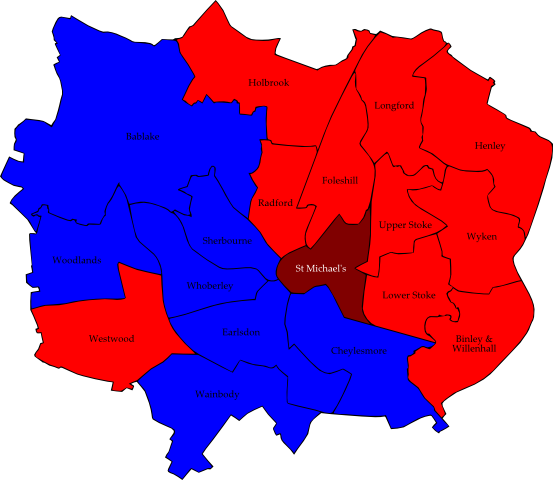 Holbrook
Longford
Bablake
Henley
Foleshill
Radford
Upper Stoke
Wyken
Sherbourne
Woodlands
St Michael's
Whoberley
Lower Stoke
Earlsdon
Westwood
Binley &
Willenhall
Cheylesmore
Wainbody